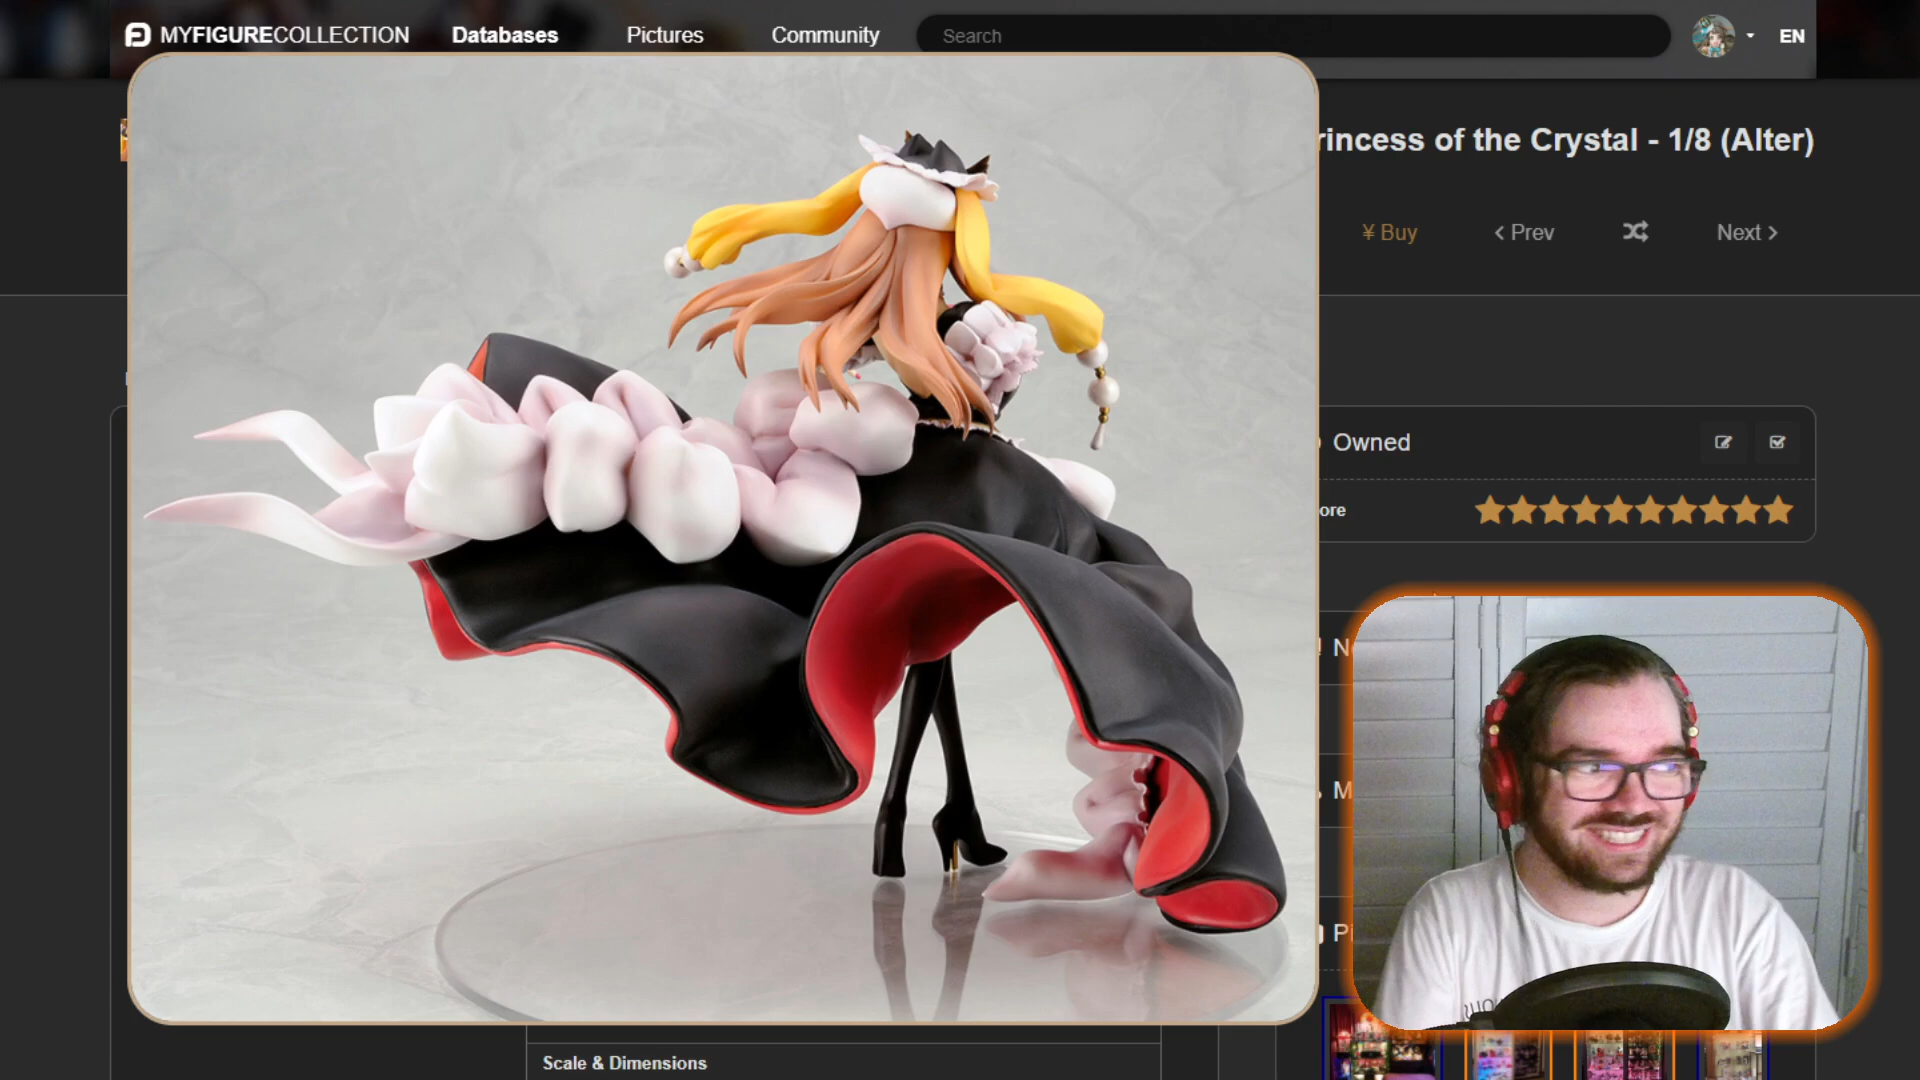 MYFIGURECOLLECTION
Databases
Pictures
Community
Search
EN
rincess of the Crystal - 1/8 (Alter)
¥ Buy
Prev
Next
Owned
ore
N
M
Pi
Scale & Dimensions